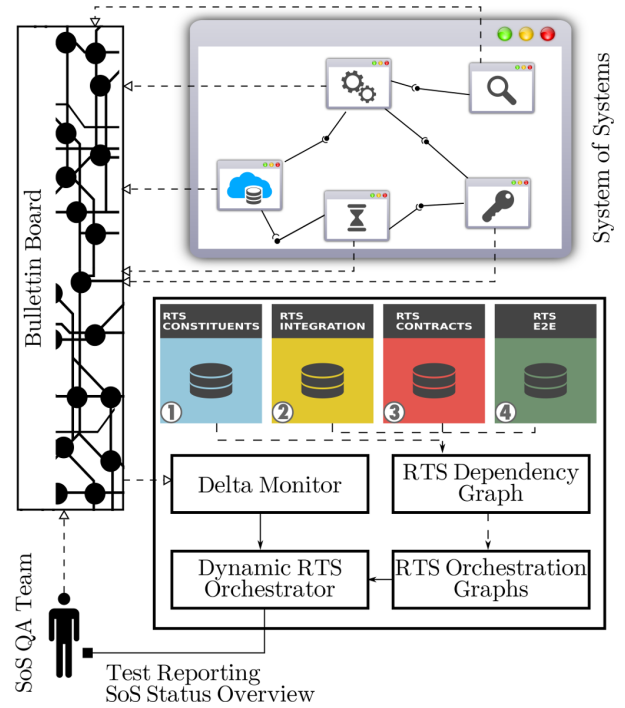 System of Systems
Bullettin Board
RTS
CONSTITUENTS
1
RTS
INTEGRATION
2
RTS
CONTRACTS
3
RTS
E2E
4
Delta Monitor
RTS Dependency
Graph
Dynamic RTS
Orchestrator
RTS Orchestration
Graphs
SoS QA Team
Test Reporting
SoS Status Overview